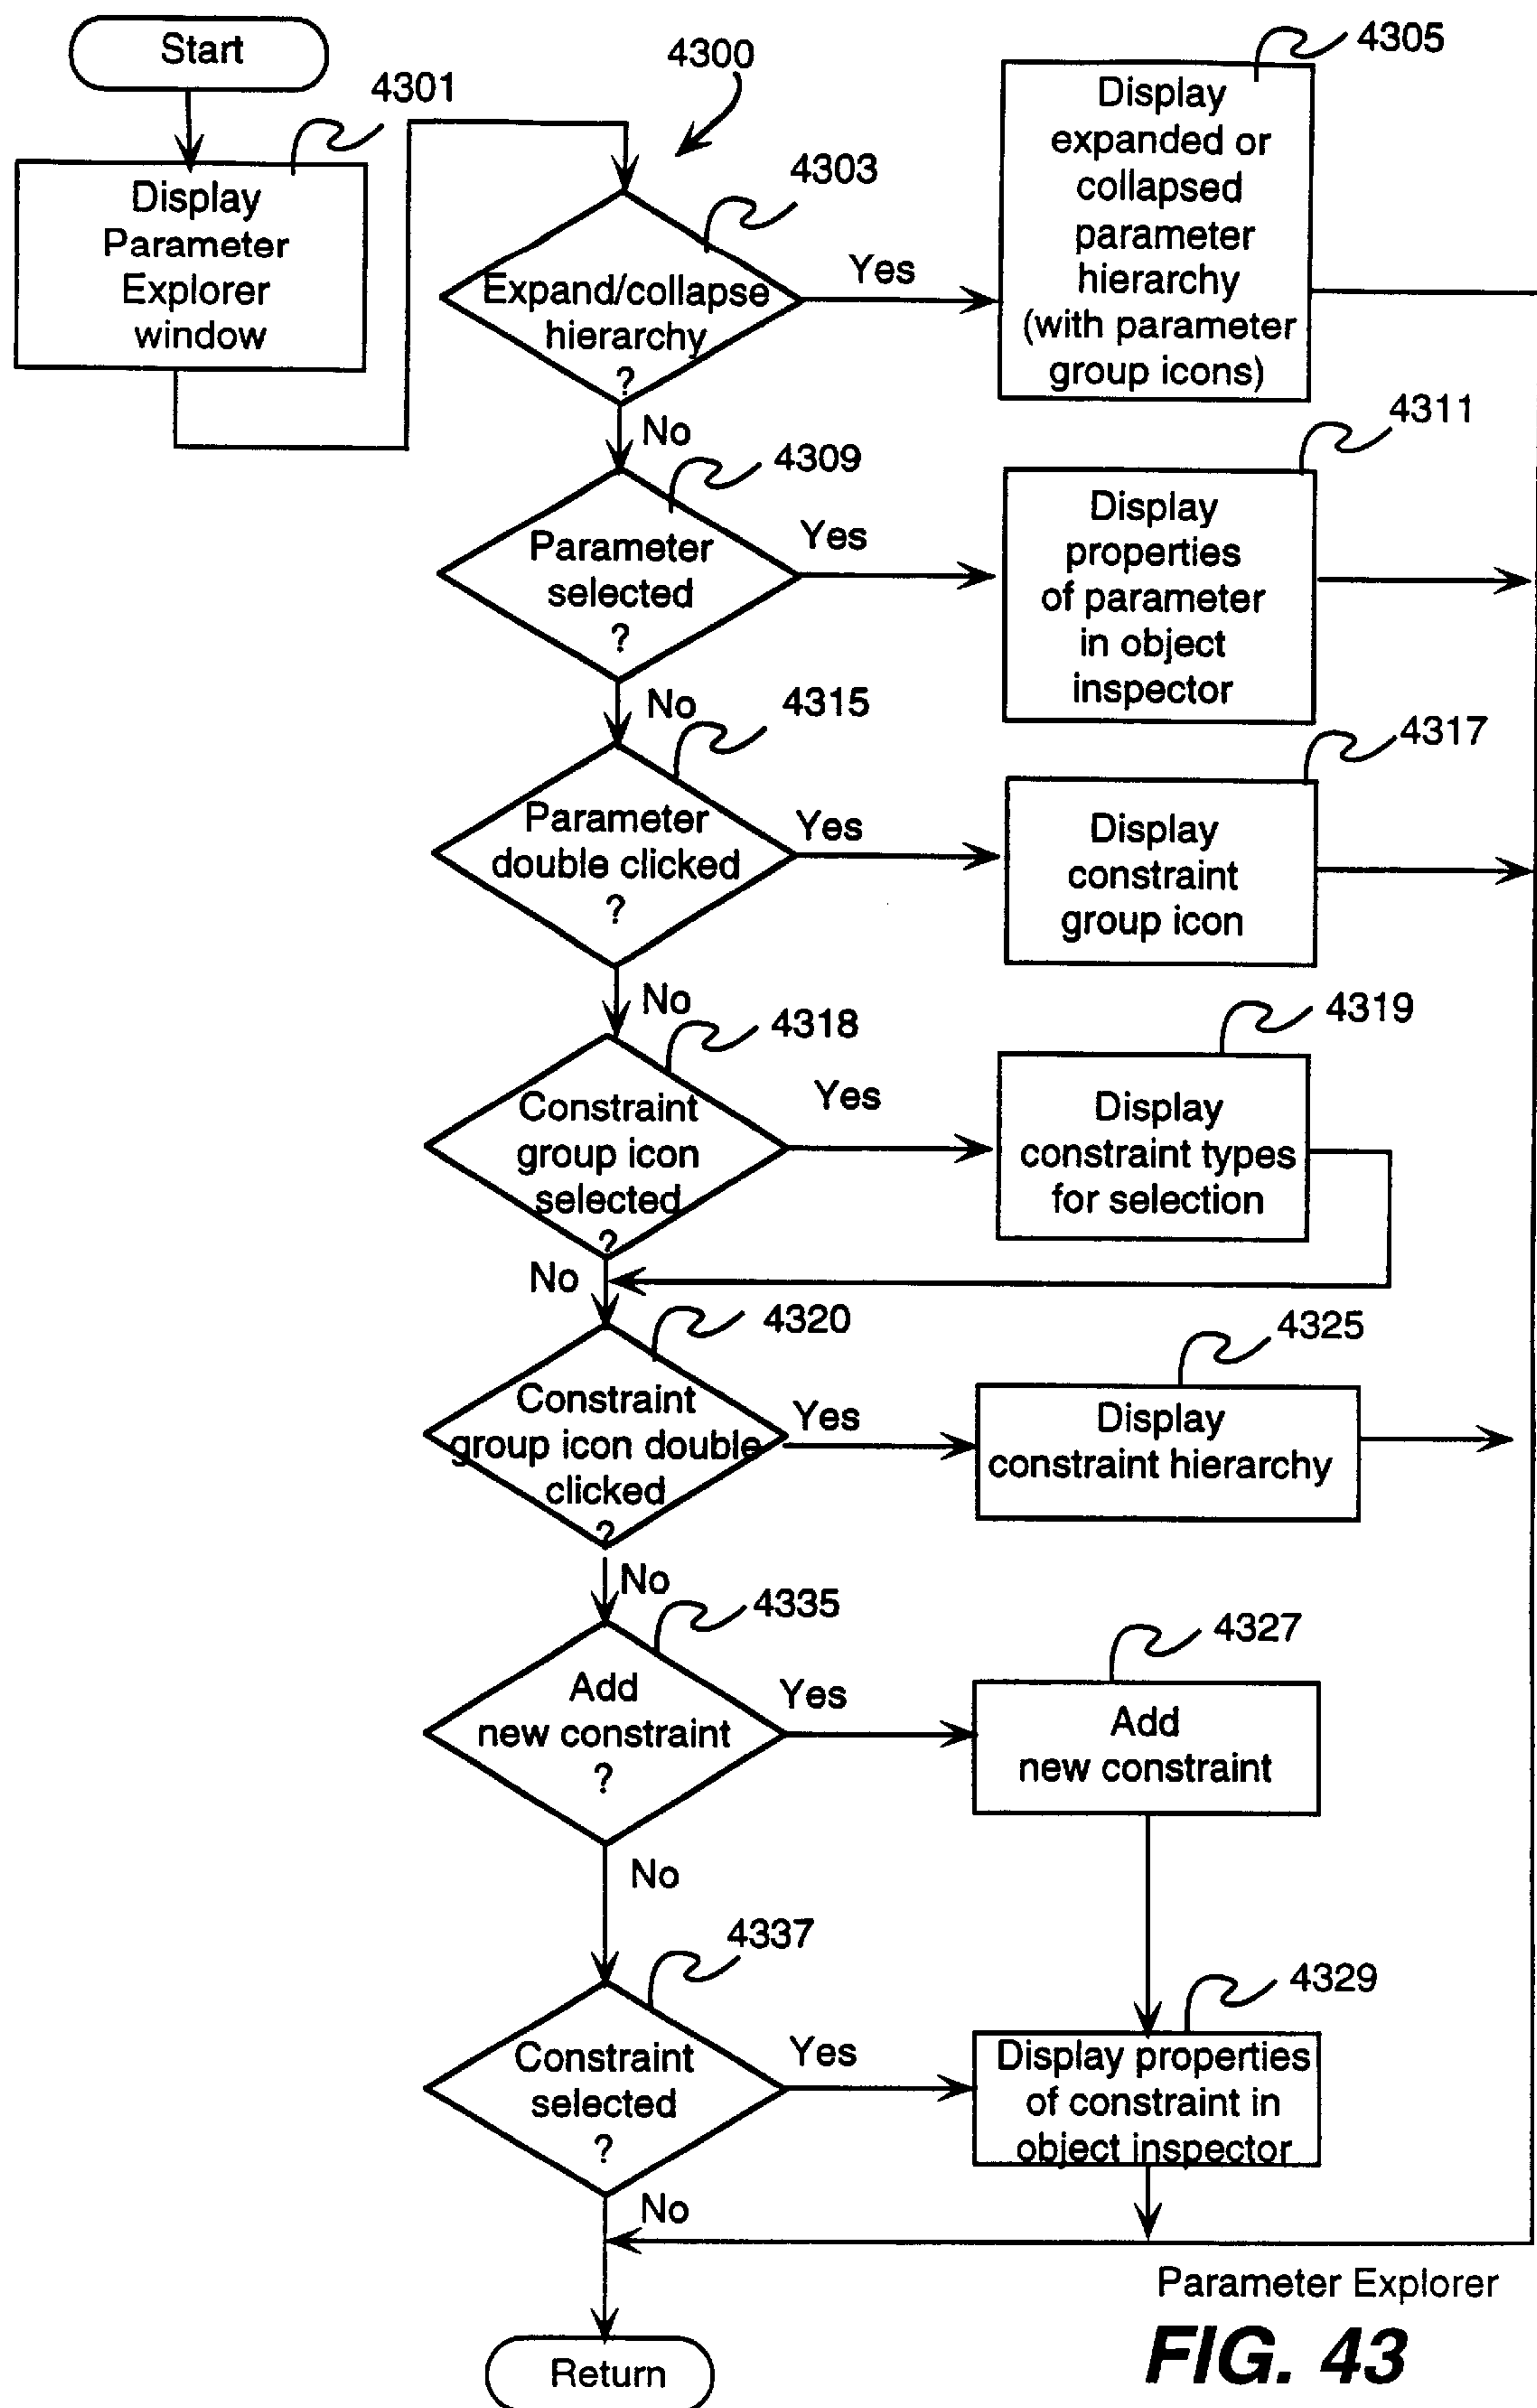 Start
4301
Display
Parameter
Explorer
window
4300
4303
Expand/collapse
hierarchy
?
Yes
No
4305
Display
expanded or
collapsed
parameter
hierarchy
(with parameter
group icons)
4309
Parameter
selected
?
Yes
No
4311
Display
properties
of parameter
in object
inspector
4315
Parameter
double clicked
?
Yes
No
4317
Display
constraint
group icon
4318
Constraint
group icon
selected
?
Yes
No
4319
Display
constraint types
for selection
4320
Constraint
group icon double
clicked
?
Yes
No
4325
Display
constraint hierarchy
4335
Add
new constraint
?
Yes
No
4327
Add
new constraint
4337
Constraint
selected
?
Yes
No
4329
Display properties
of constraint in
object inspector
Return
Parameter Explorer
FIG. 43